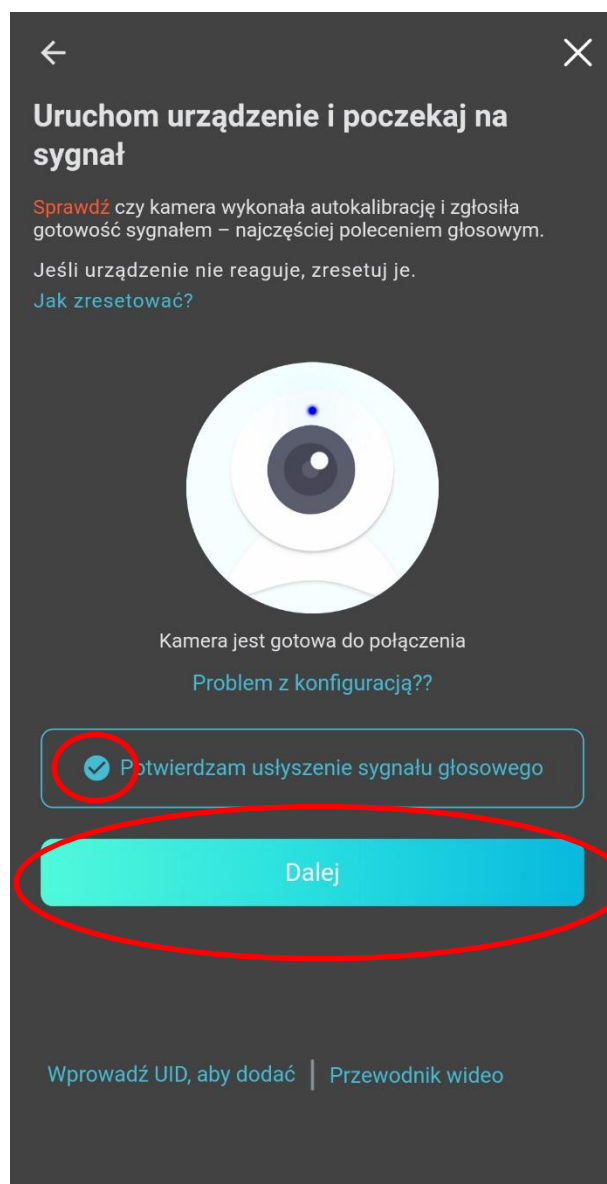 Uruchom urządzenie i poczekaj na
sygnał
Sprawdź czy kamera wykonała autokalibrację i zgłosiła
gotowość sygnałem – najczęściej poleceniem głosowym.
Jeśli urządzenie nie reaguje, zresetuj je.
Jak zresetować?
Kamera jest gotowa do połączenia
Problem z konfiguracją??
Potwierdzam usłyszenie sygnału głosowego
Dalej
Wprowadź UID, aby dodać | Przewodnik wideo